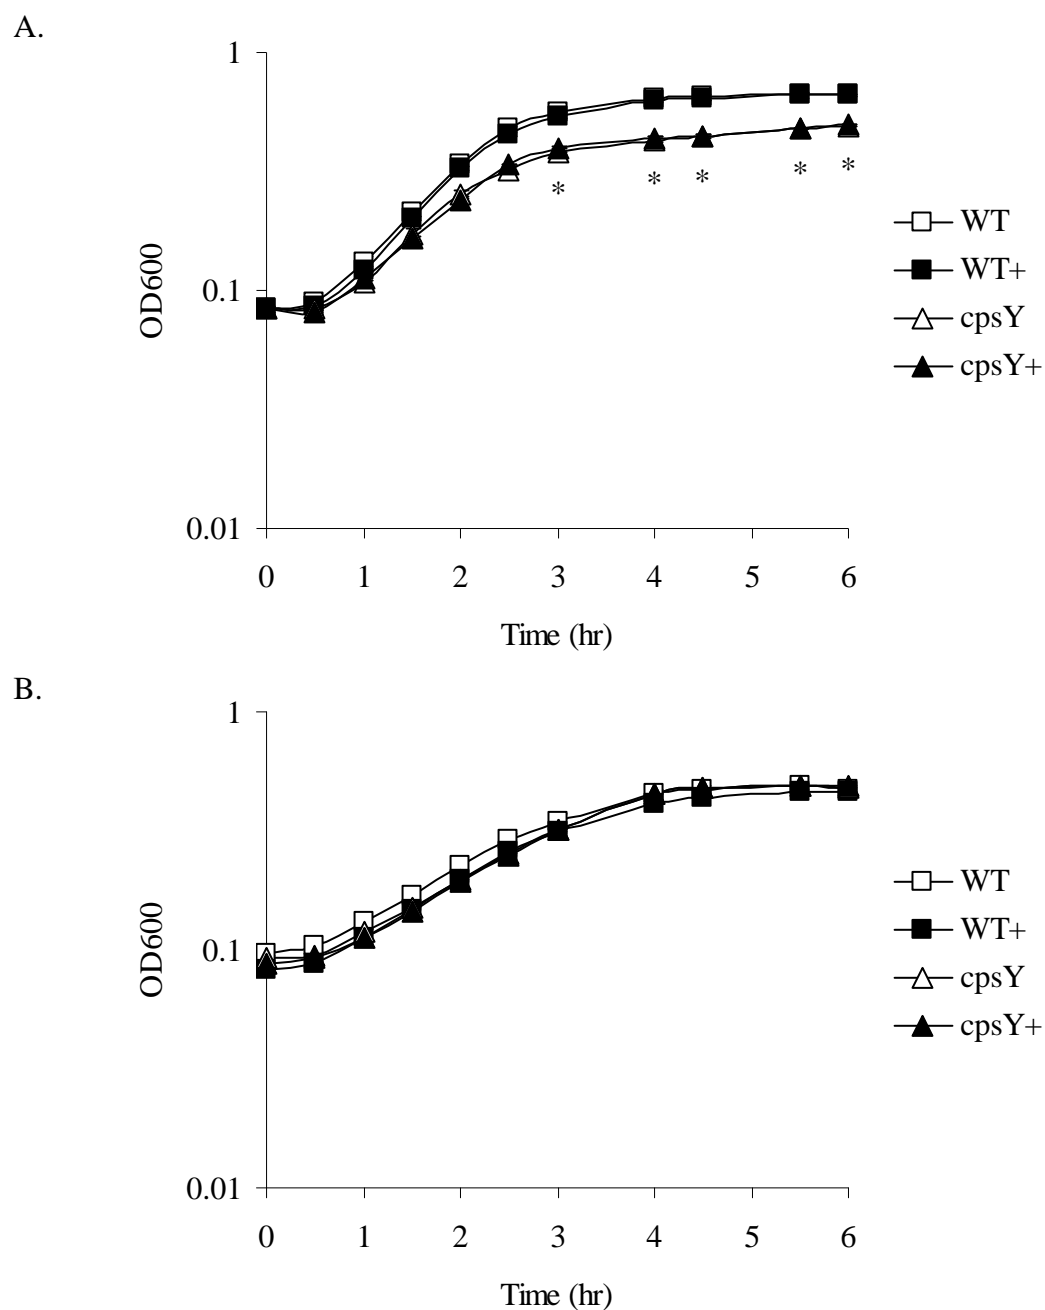 A.
1
0.1
0.01
OD600
* * * * *
0 1 2 3 4 5 6
Time (hr)
WT
WT+
cpsY
cpsY+
B.
1
0.1
0.01
OD600
0 1 2 3 4 5 6
Time (hr)
WT
WT+
cpsY
cpsY+